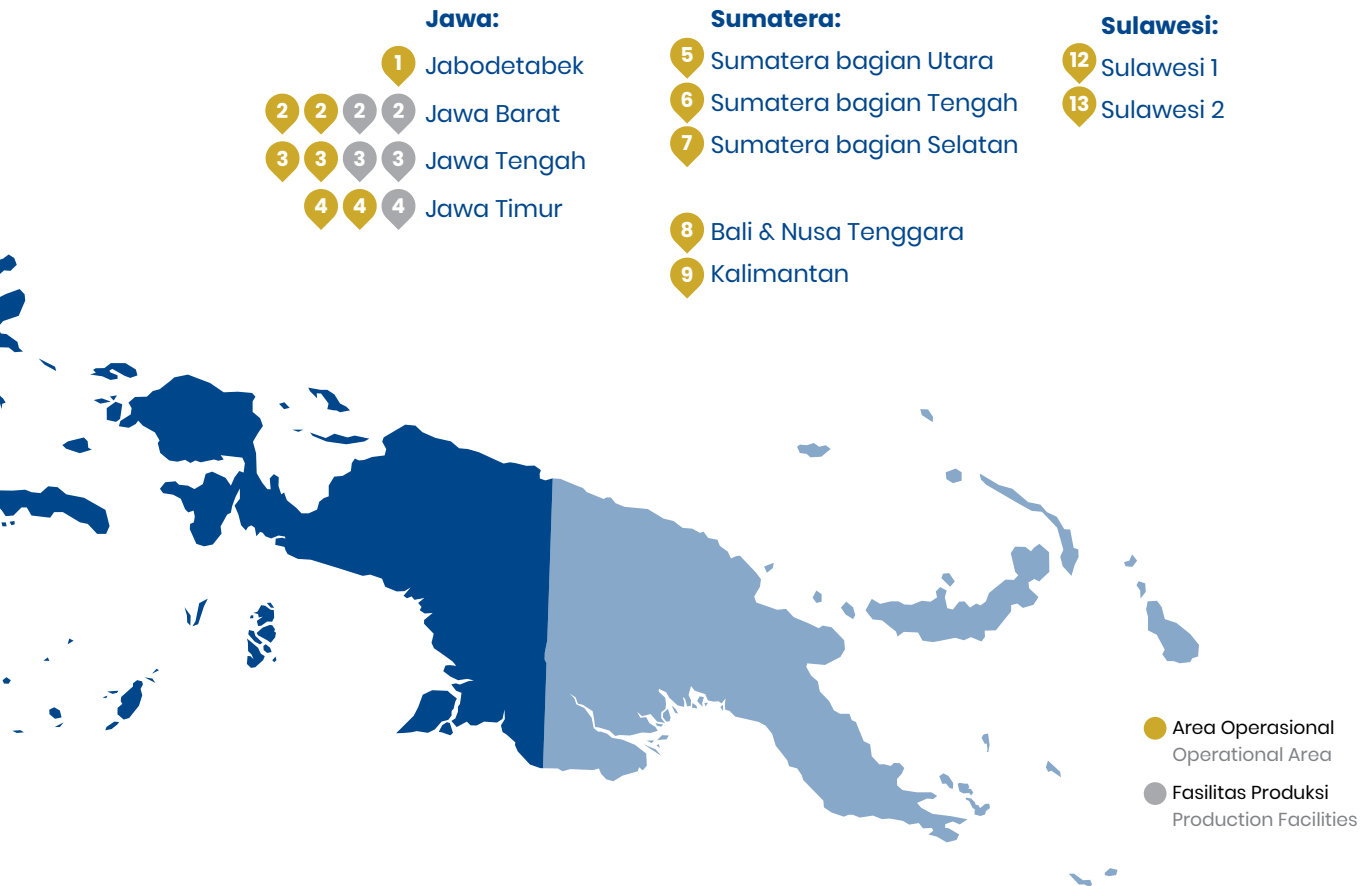 Jawa:
1 Jabodetabek
2 2 2 2 Jawa Barat
3 3 3 3 Jawa Tengah
4 4 4 Jawa Timur
Sumatera:
5 Sumatera bagian Utara
6 Sumatera bagian Tengah
7 Sumatera bagian Selatan
8 Bali & Nusa Tenggara
9 Kalimantan
Sulawesi:
12 Sulawesi 1
13 Sulawesi 2
Area Operasional
Operational Area
Fasilitas Produksi
Production Facilities